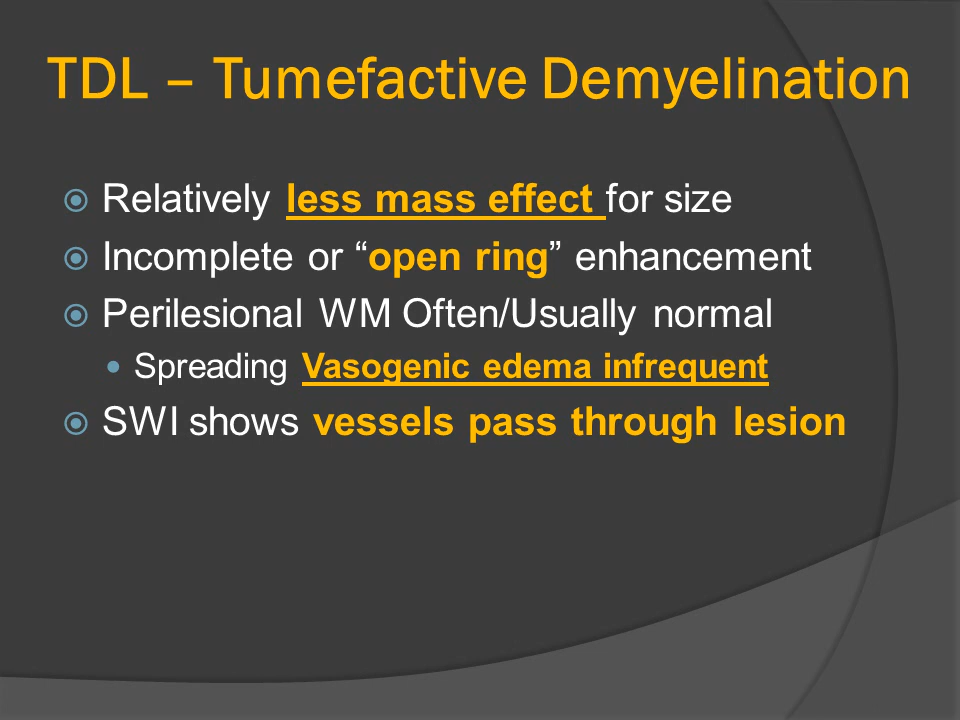 TDL – Tumefactive Demyelination
Relatively less mass effect for size
Incomplete or “open ring” enhancement
Perilesional WM Often/Usually normal
Spreading Vasogenic edema infrequent
SWI shows vessels pass through lesion